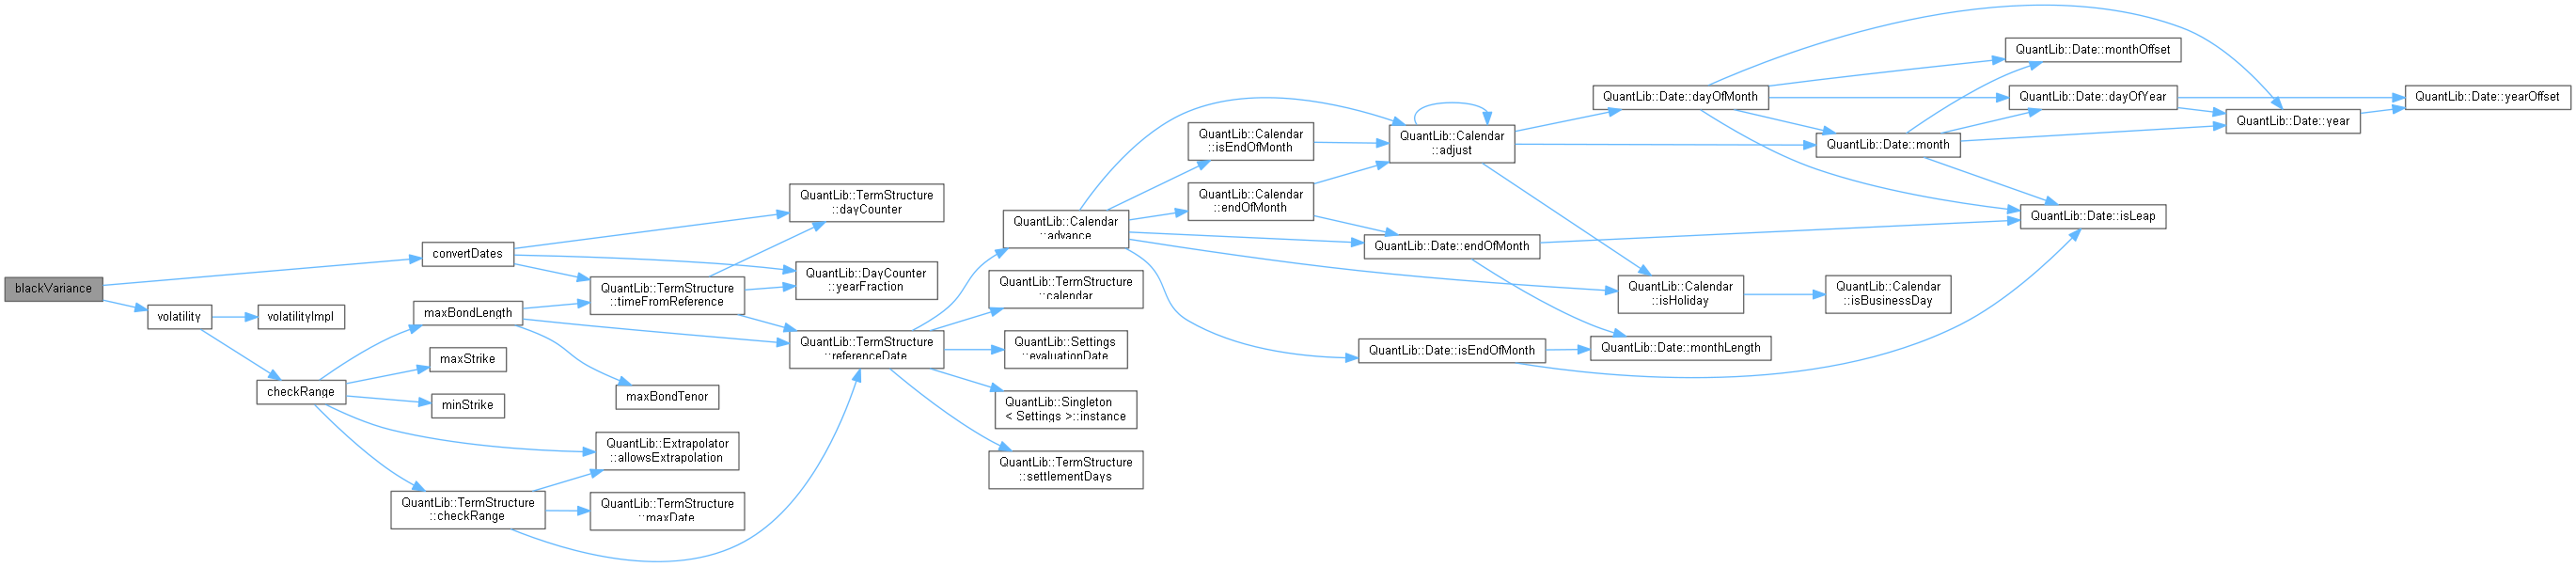 blackVariance
convertDates
volatility
volatilityImpl
checkRange
maxBondLength
maxStrike
minStrike
QuantLib::TermStructure
::checkRange
QuantLib::TermStructure
::dayCounter
QuantLib::DayCounter
::yearFraction
QuantLib::TermStructure
::timeFromReference
maxBondTenor
QuantLib::Extrapolator
::allowsExtrapolation
QuantLib::TermStructure
::maxDate
QuantLib::TermStructure
::referenceDate
QuantLib::Calendar
::advance
QuantLib::TermStructure
::calendar
QuantLib::Settings
::evaluationDate
QuantLib::Singleton
< Settings >::instance
QuantLib::TermStructure
::settlementDays
QuantLib::Calendar
::isEndOfMonth
QuantLib::Calendar
::endOfMonth
QuantLib::Calendar
::adjust
QuantLib::Date::endOfMonth
QuantLib::Date::isEndOfMonth
QuantLib::Date::dayOfMonth
QuantLib::Calendar
::isHoliday
QuantLib::Date::monthLength
QuantLib::Date::month
QuantLib::Calendar
::isBusinessDay
QuantLib::Date::monthOffset
QuantLib::Date::dayOfYear
QuantLib::Date::isLeap
QuantLib::Date::year
QuantLib::Date::yearOffset